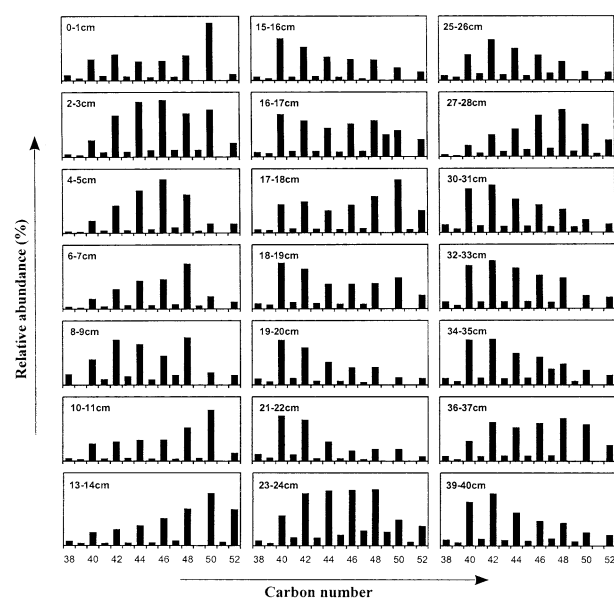 0-1cm
15-16cm
25-26cm
2-3cm
16-17cm
27-28cm
4-5cm
17-18cm
30-31cm
6-7cm
18-19cm
32-33cm
8-9cm
19-20cm
34-35cm
10-11cm
21-22cm
36-37cm
13-14cm
23-24cm
39-40cm
38 40 42 44 46 48 50 52
38 40 42 44 46 48 50 52
38 40 42 44 46 48 50 52
Relative abundance (%)
Carbon number